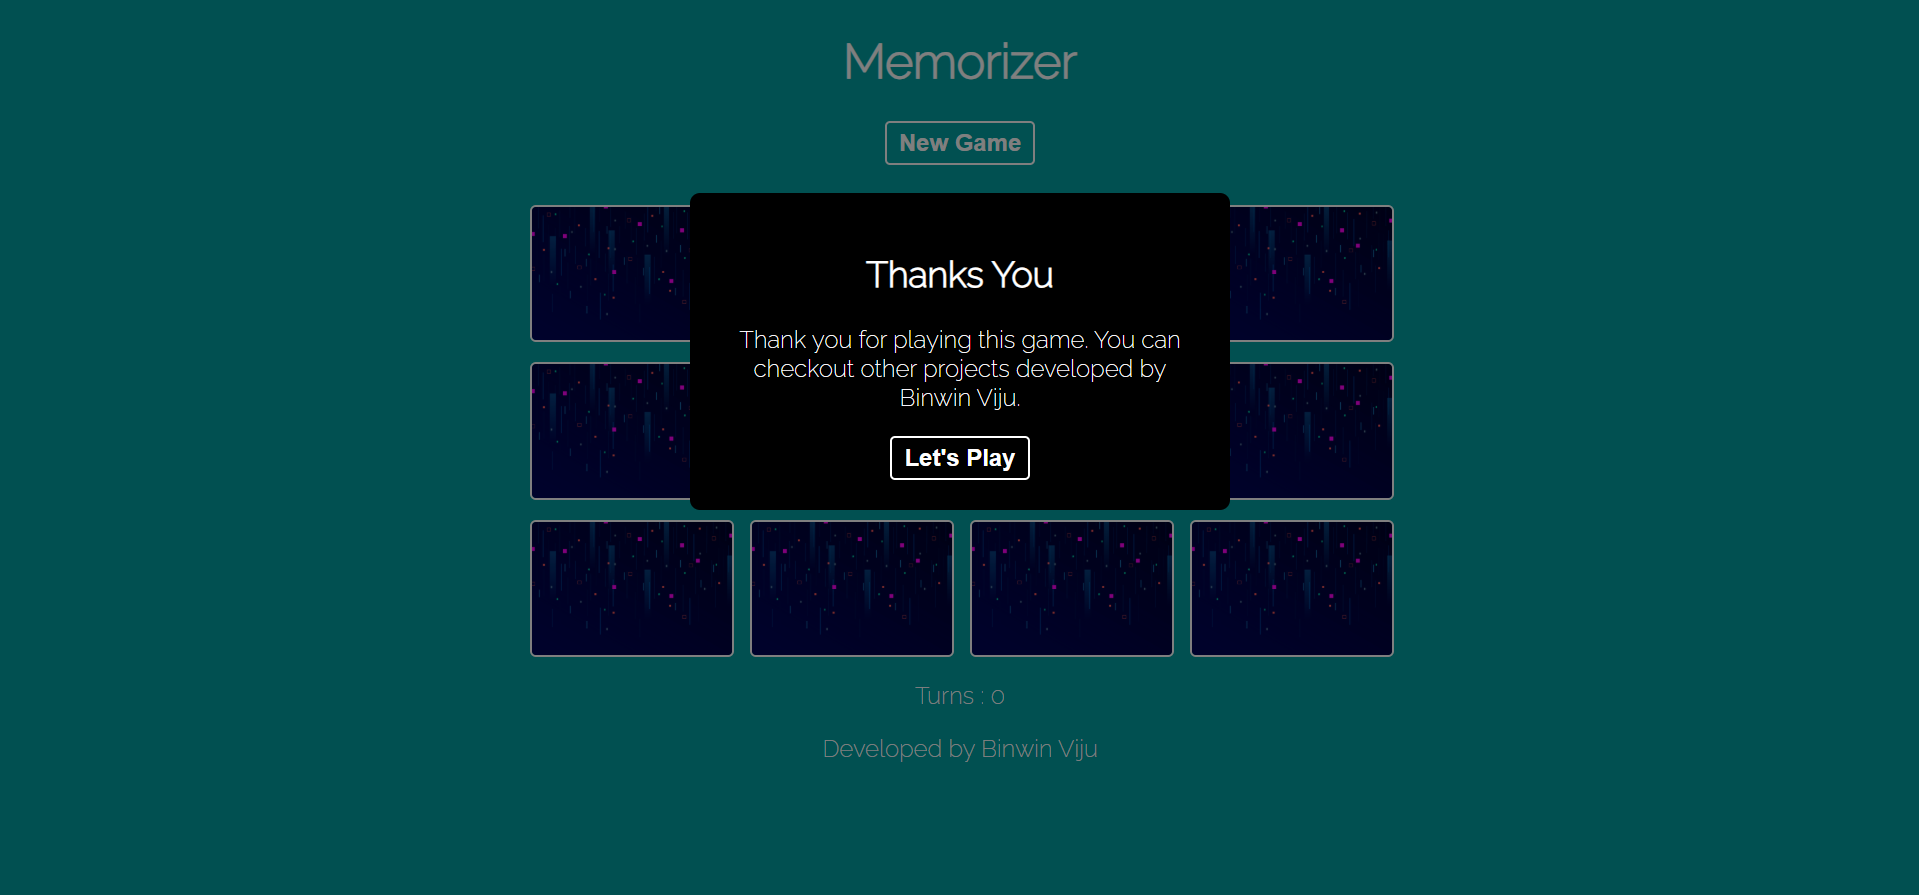 Memorizer
New Game
Thanks You
Thank you for playing this game. You can
checkout other projects developed by
Binwin Viju.
Let's Play
Turns : 0
Developed by Binwin Viju